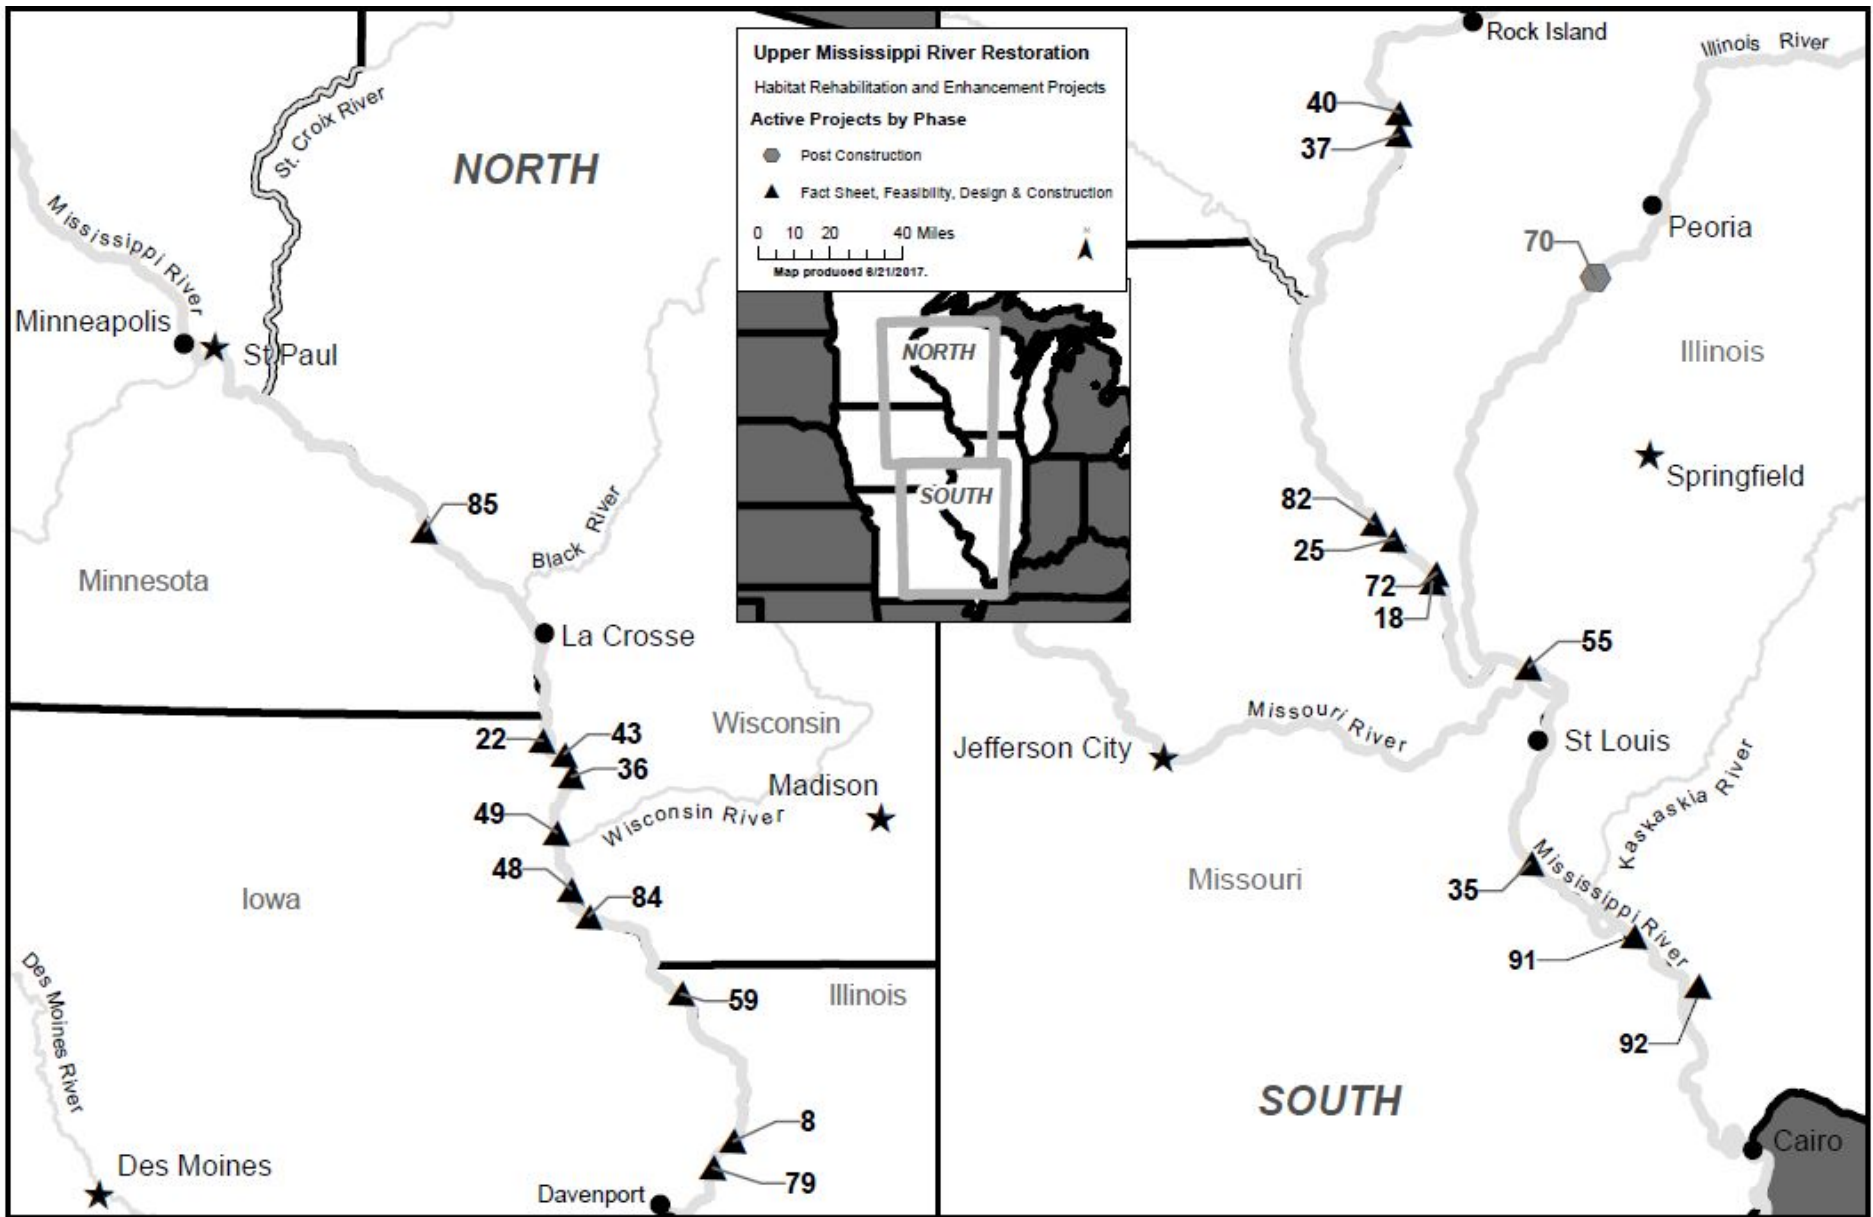 Upper Mississippi River Restoration
Habitat Rehabilitation and Enhancement Projects
Active Projects by Phase
Post Construction
Fact Sheet, Feasibility, Design & Construction
0 10 20 40 Miles
N
Map produced 6/21/2017.
NORTH
SOUTH
St. Croix River
NORTH
Mississippi River
Minneapolis
St Paul
85
Black River
Minnesota
La Crosse
Wisconsin
22
43
36
Madison
49
Wisconsin River
48
84
Iowa
Des Moines River
59
Illinois
8
79
Des Moines
Davenport
Rock Island
Illinois River
40
37
Peoria
70
Illinois
Springfield
82
25
72
18
55
Missouri River
Jefferson City
St Louis
Kaskaskia River
Missouri
Mississippi River
35
91
92
SOUTH
Cairo